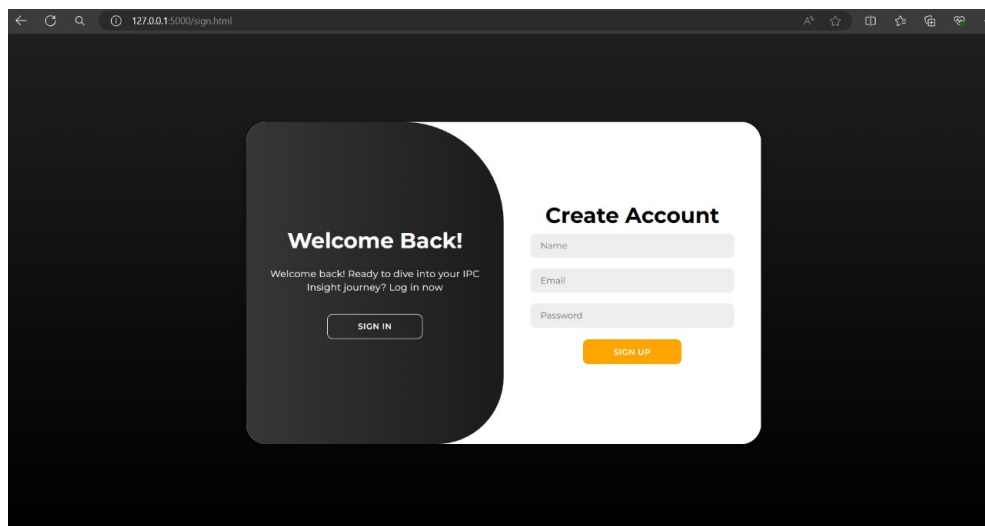 127.0.0.1:5000/sign.html
Welcome Back!
Welcome back! Ready to dive into your IPC
Insight journey? Log in now
SIGN IN
Create Account
Name
Email
Password
SIGN UP